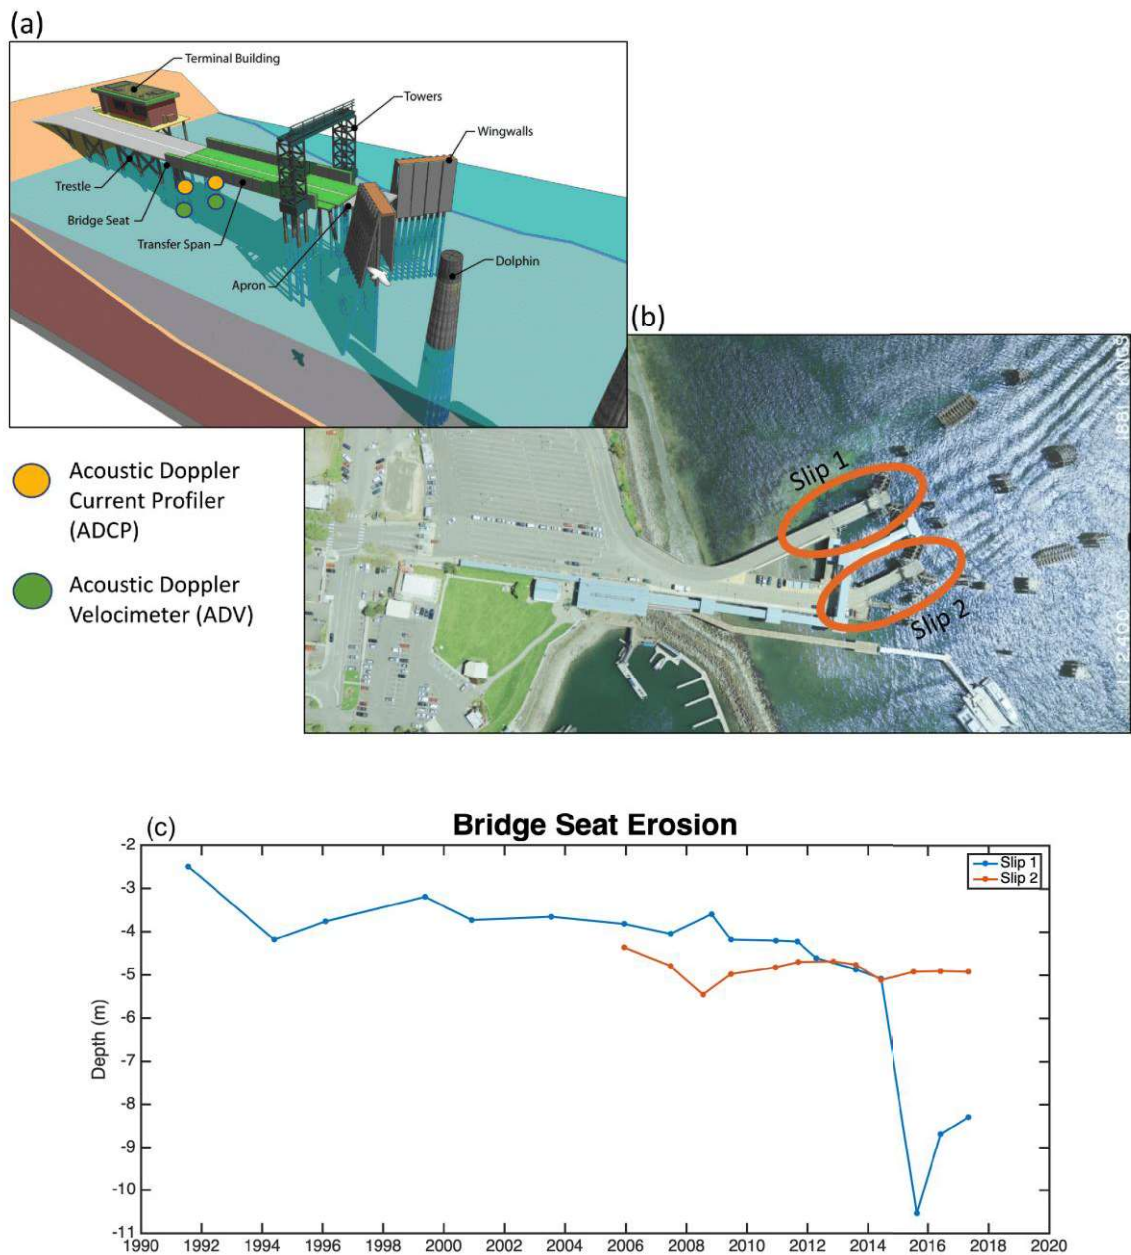 (a)
Terminal Building
Towers
Wingwalls
Trestle
Bridge Seat
Transfer Span
Apron
Dolphin
Acoustic Doppler
Current Profiler
(ADCP)
Acoustic Doppler
Velocimeter (ADV)
(b)
Slip 1
Slip 2
(c)
Bridge Seat Erosion
Depth (m)
-2
-3
-4
-5
-6
-7
-8
-9
-10
-11
1990 1992 1994 1996 1998 2000 2002 2004 2006 2008 2010 2012 2014 2016 2018 2020
Slip 1
Slip 2